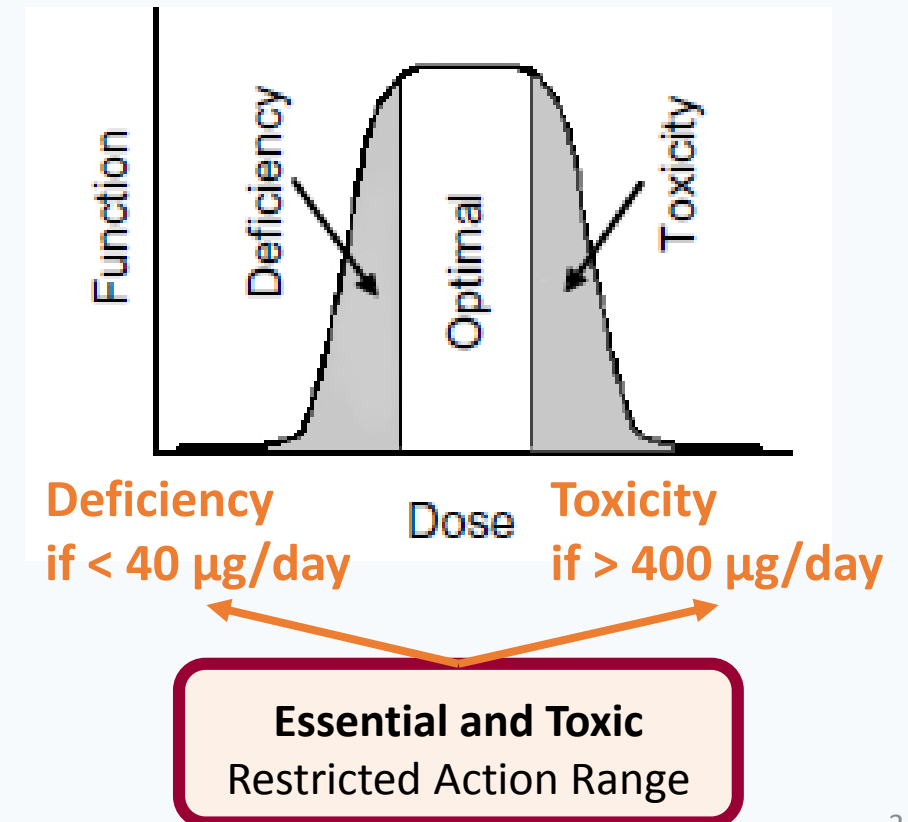 Function
Deficiency
Optimal
Toxicity
Dose
Deficiency
if < 40 µg/day
Toxicity
if > 400 µg/day
Essential and Toxic
Restricted Action Range